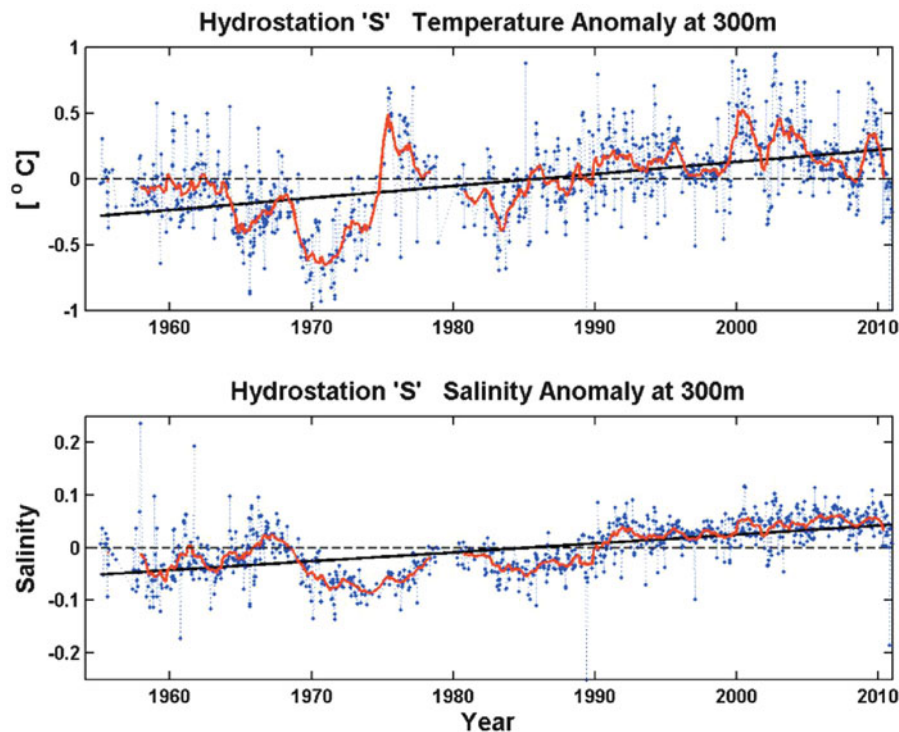 Hydrostation 'S' Temperature Anomaly at 300m
[ ° C]
1
0.5
0
-0.5
-1
1960 1970 1980 1990 2000 2010
Hydrostation 'S' Salinity Anomaly at 300m
Salinity
0.2
0.1
0
-0.1
-0.2
1960 1970 1980 1990 2000 2010
Year